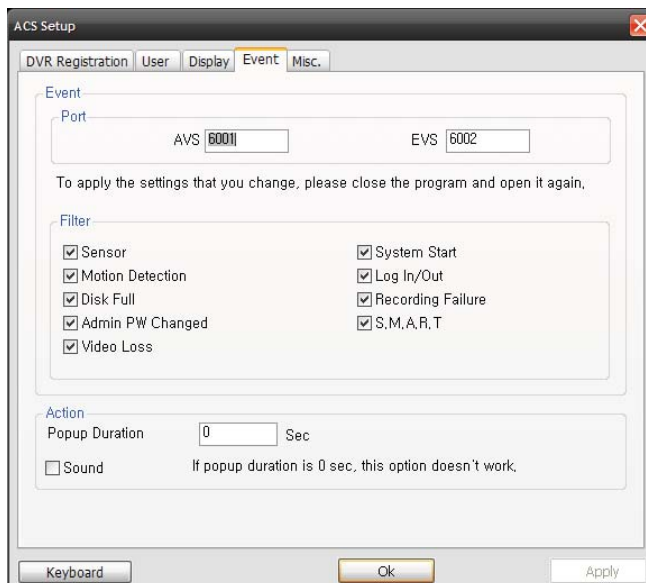 ACS Setup
DVR Registration User Display Event Misc.
Event
Port
AVS 6001 EVS 6002
To apply the settings that you change, please close the program and open it again.
Filter
Sensor System Start
Motion Detection Log In/Out
Disk Full Recording Failure
Admin PW Changed S.M.A.R.T
Video Loss
Action
Popup Duration 0 Sec
Sound If popup duration is 0 sec, this option doesn't work.
Keyboard Ok Apply